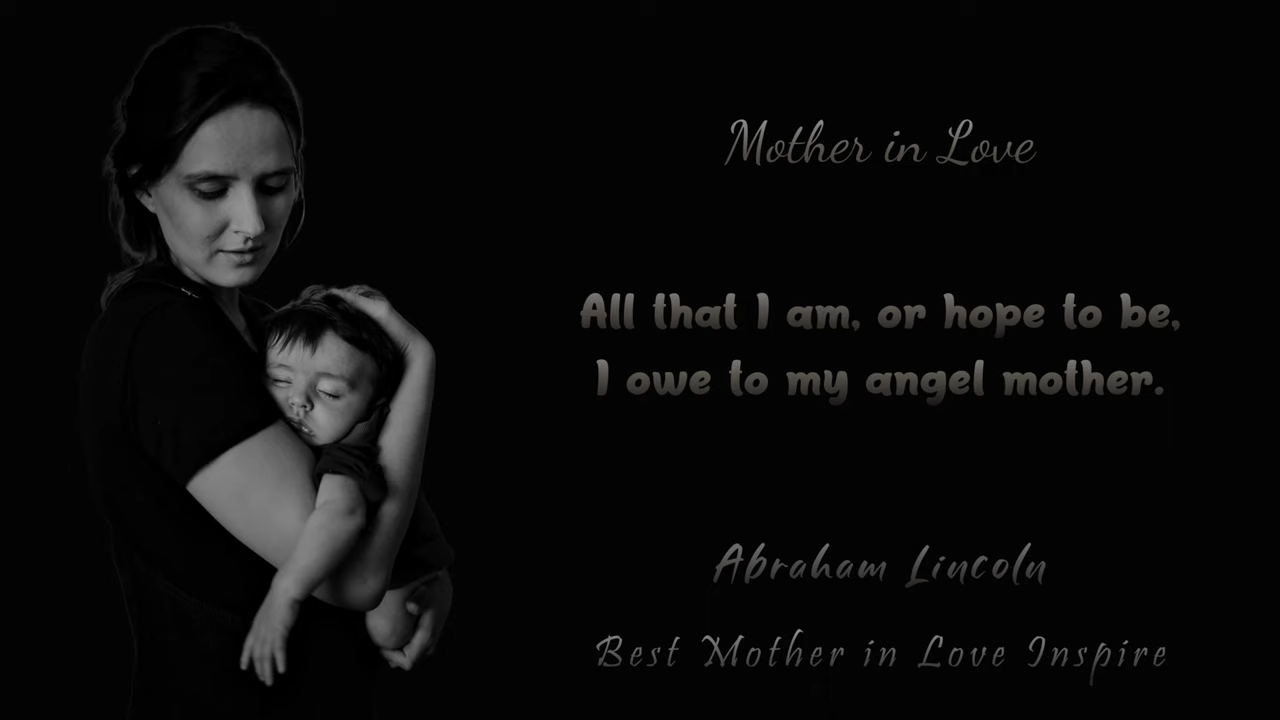 Mother in Love
All that I am, or hope to be,
I owe to my angel mother.
Abraham Lincoln
Best Mother in Love Inspire